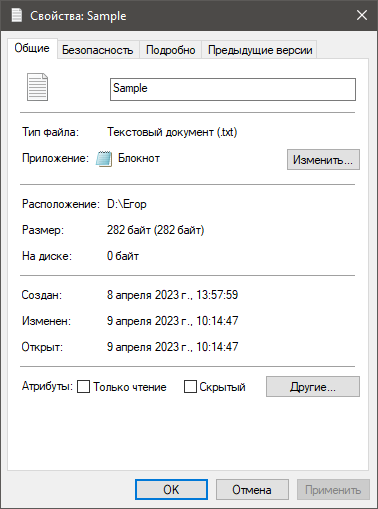 Свойства: Sample
Общие Безопасность Подробно Предыдущие версии
Sample
Тип файла: Текстовый документ (.txt)
Приложение: Блокнот Изменить...
Расположение: D:\Егор
Размер: 282 байт (282 байт)
На диске: 0 байт
Создан: 8 апреля 2023 г., 13:57:59
Изменен: 9 апреля 2023 г., 10:14:47
Открыт: 9 апреля 2023 г., 10:14:47
Атрибуты: Только чтение Скрытый Другие...
OK Отмена Применить